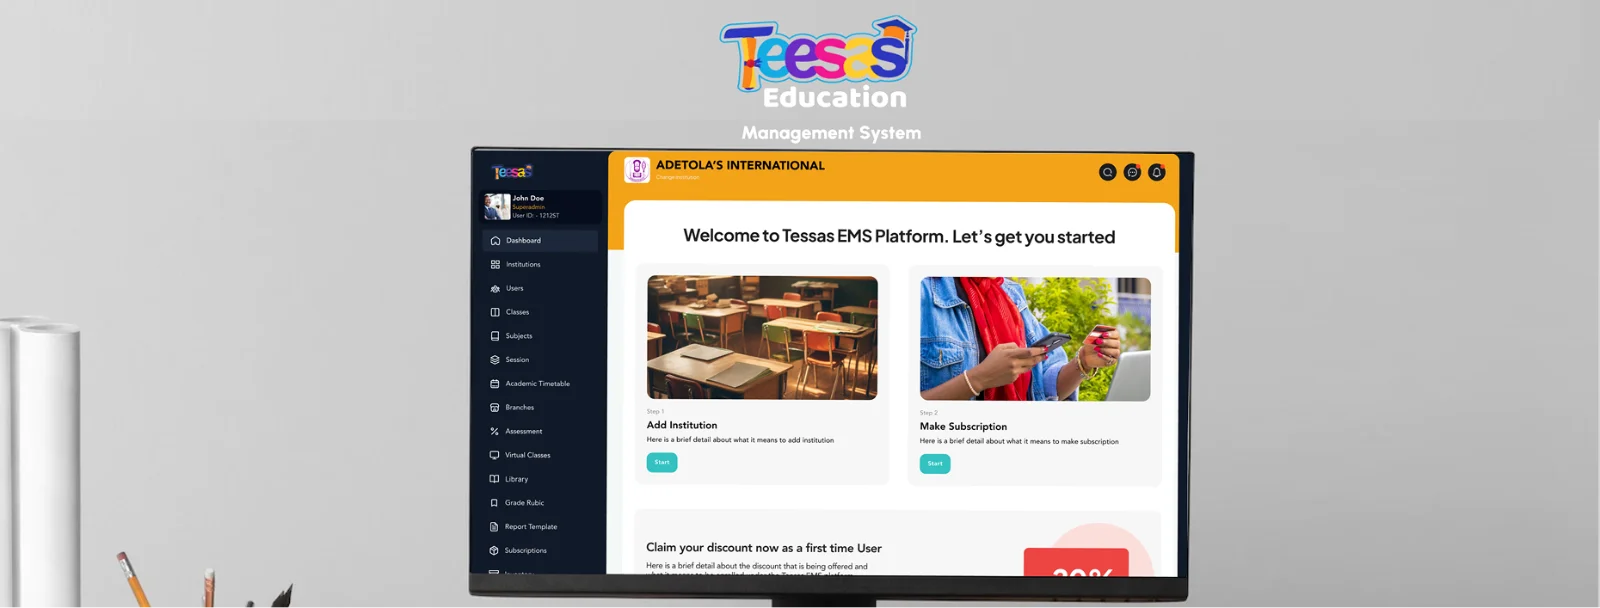 Teesas
Education
Management System
Teesas
John Doe
Superadmin
User ID: - 12125T
Dashboard
Institutions
Users
Classes
Subjects
Session
Academic Timetable
Branches
Assessment
Virtual Classes
Library
Grade Rubic
Report Template
Subscriptions
ADETOLA'S INTERNATIONAL
Change Institution
Welcome to Tessas EMS Platform. Let's get you started
Step 1
Add Institution
Here is a brief detail about what it means to add institution
Start
Step 2
Make Subscription
Here is a brief detail about what it means to make subscription
Start
Claim your discount now as a first time User
Here is a brief detail about the discount that is being offered and